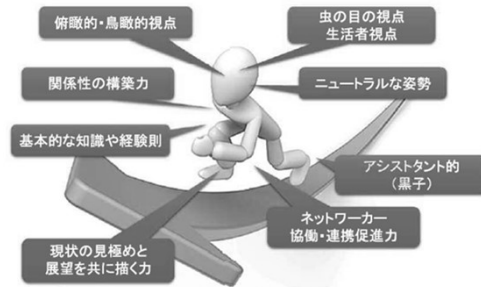 俯瞰的・鳥瞰的視点
虫の目の視点
生活者視点
関係性の構築力
ニュートラルな姿勢
基本的な知識や経験則
アシスタント的
（黒子）
ネットワーカー
協働・連携促進力
現状の見極めと
展望を共に描く力